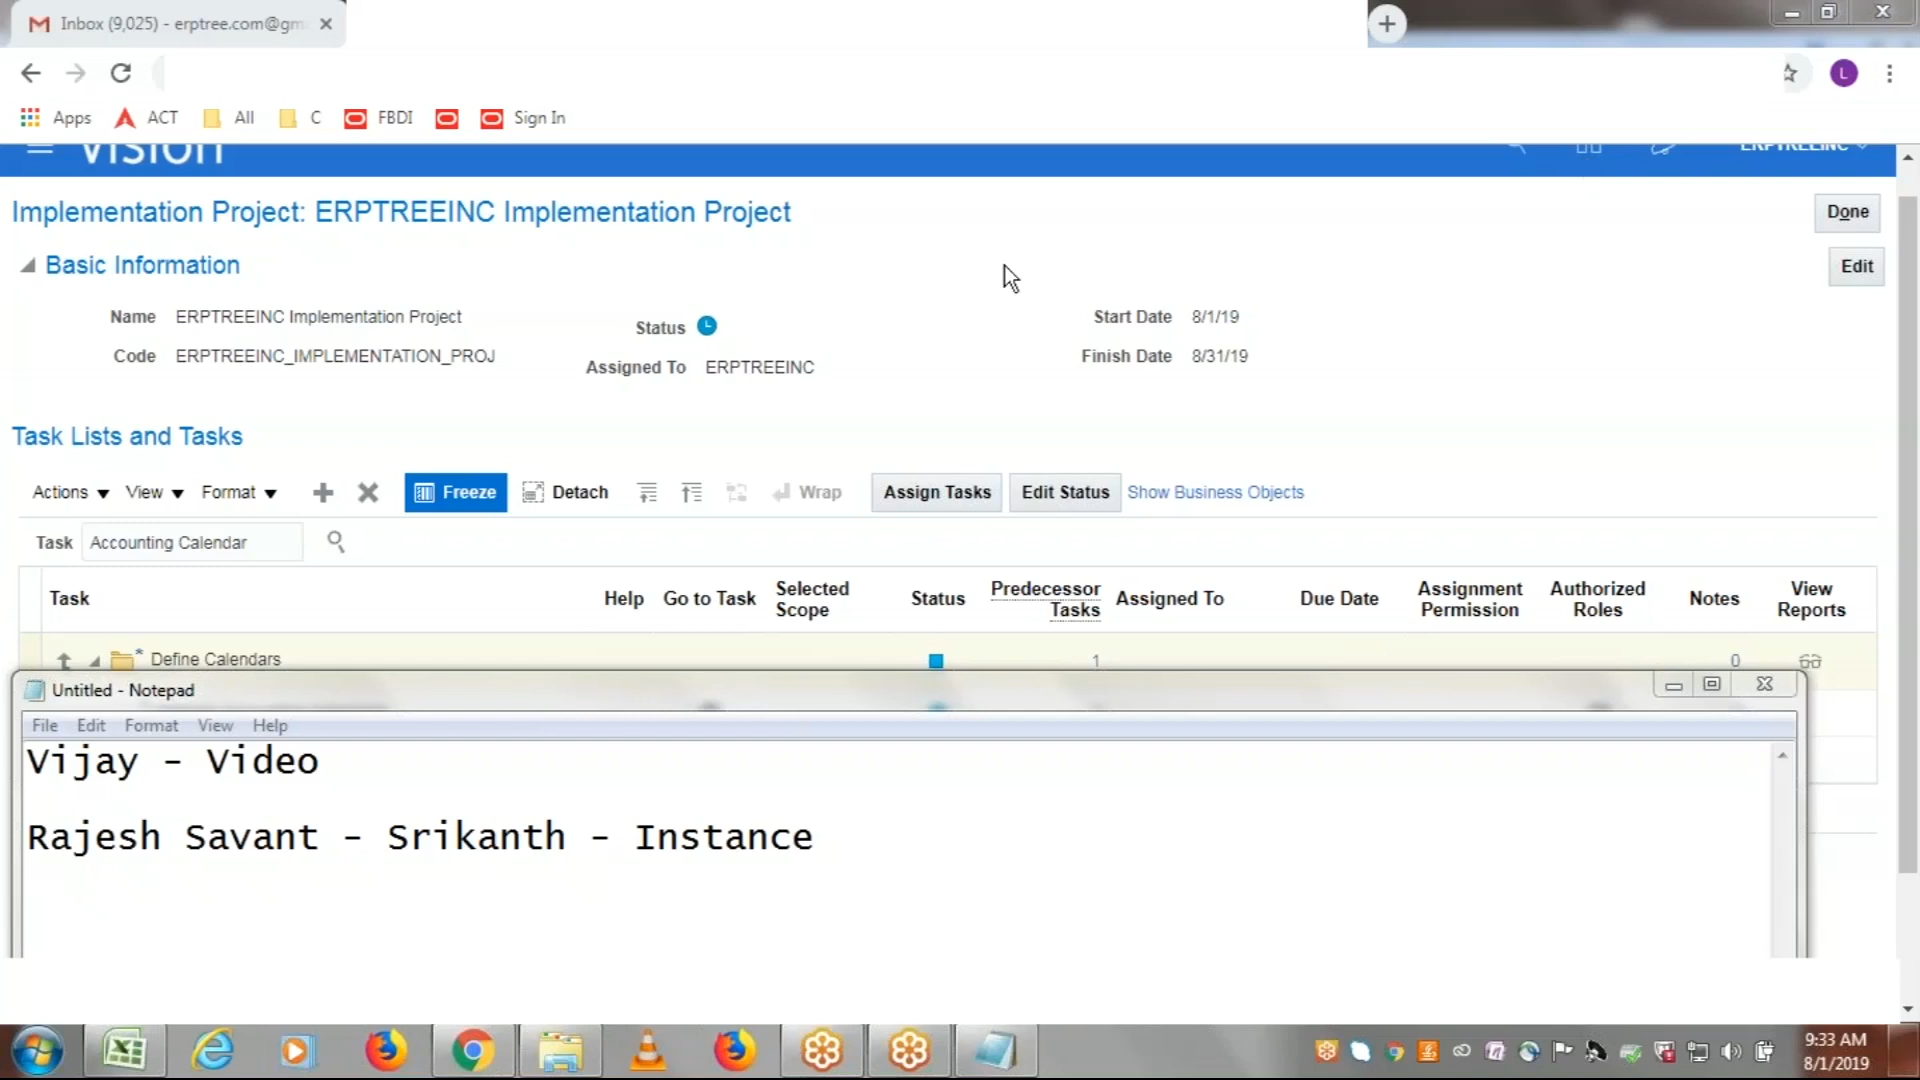 Inbox (9,025) - erptree.com@gm
Apps ACT All C FBDI Sign In
Vision ERPTREEINC
Implementation Project: ERPTREEINC Implementation Project Done
Basic Information Edit
Name ERPTREEINC Implementation Project Status Start Date 8/1/19
Code ERPTREEINC_IMPLEMENTATION_PROJ Assigned To ERPTREEINC Finish Date 8/31/19
Task Lists and Tasks
Actions View Format Freeze Detach Wrap Assign Tasks Edit Status Show Business Objects
Task Accounting Calendar
Task Help Go to Task Selected Scope Status Predecessor Tasks Assigned To Due Date Assignment Permission Authorized Roles Notes View Reports
* Define Calendars 1 0
Untitled - Notepad
File Edit Format View Help
Vijay - Video
Rajesh Savant - Srikanth - Instance
9:33 AM
8/1/2019
L